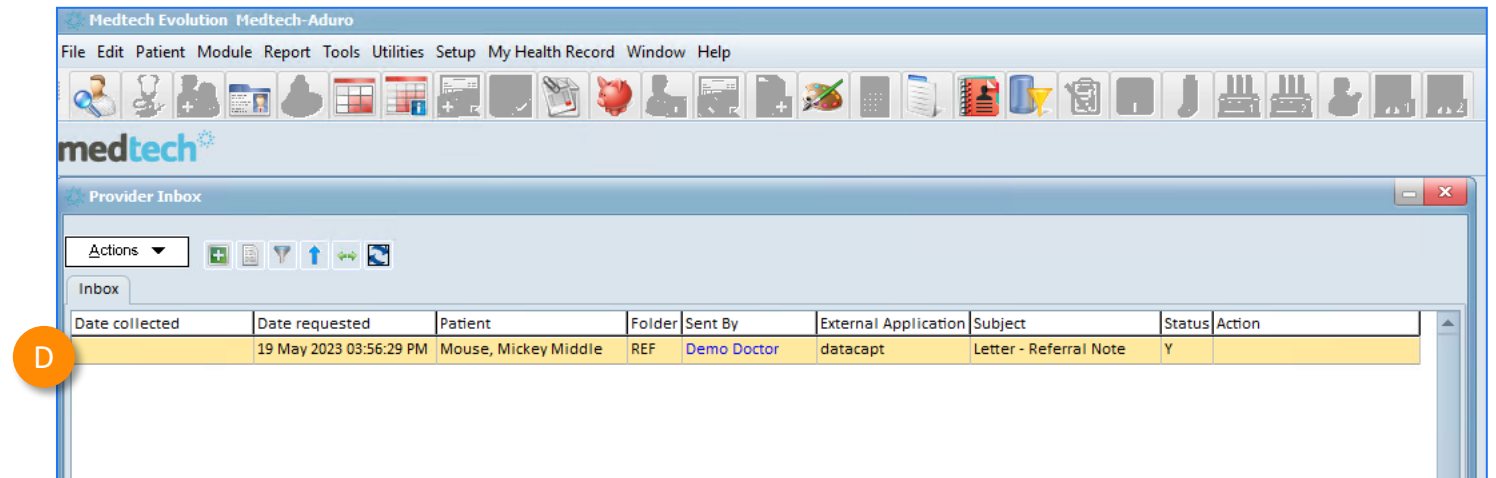 Medtech Evolution Medtech-Aduro
File Edit Patient Module Report Tools Utilities Setup My Health Record Window Help
1 2
medtech
Provider Inbox
Actions
Inbox
Date collected Date requested Patient Folder Sent By External Application Subject Status Action
D 19 May 2023 03:56:29 PM Mouse, Mickey Middle REF Demo Doctor datacapt Letter - Referral Note Y